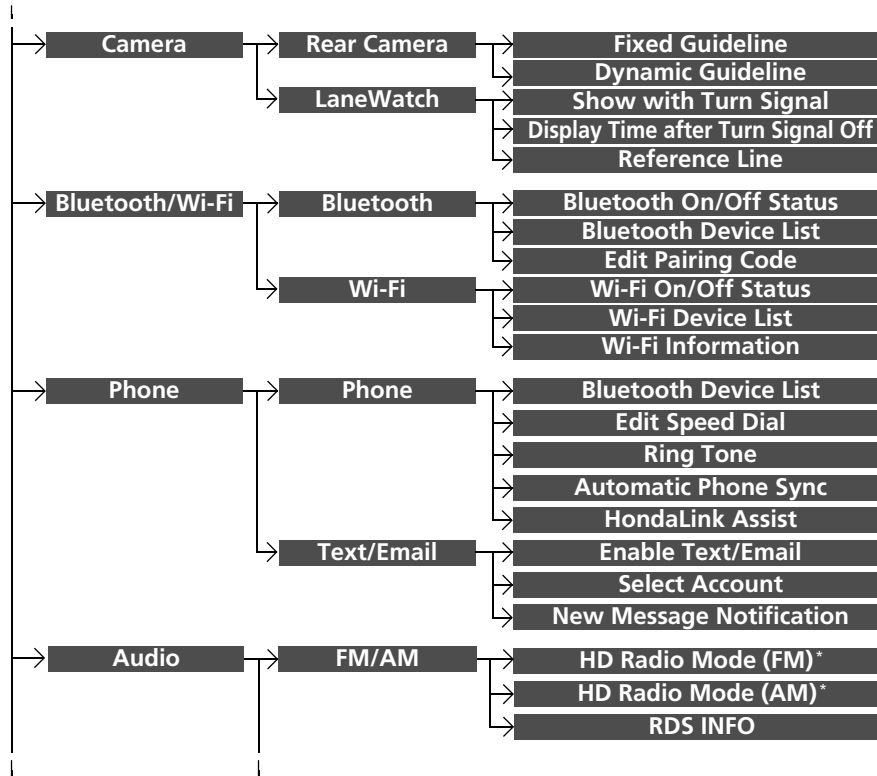 Camera
Rear Camera
Fixed Guideline
Dynamic Guideline
LaneWatch
Show with Turn Signal
Display Time after Turn Signal Off
Reference Line
Bluetooth/Wi-Fi
Bluetooth
Bluetooth On/Off Status
Bluetooth Device List
Edit Pairing Code
Wi-Fi
Wi-Fi On/Off Status
Wi-Fi Device List
Wi-Fi Information
Phone
Phone
Bluetooth Device List
Edit Speed Dial
Ring Tone
Automatic Phone Sync
HondaLink Assist
Text/Email
Enable Text/Email
Select Account
New Message Notification
Audio
FM/AM
HD Radio Mode (FM)*
HD Radio Mode (AM)*
RDS INFO